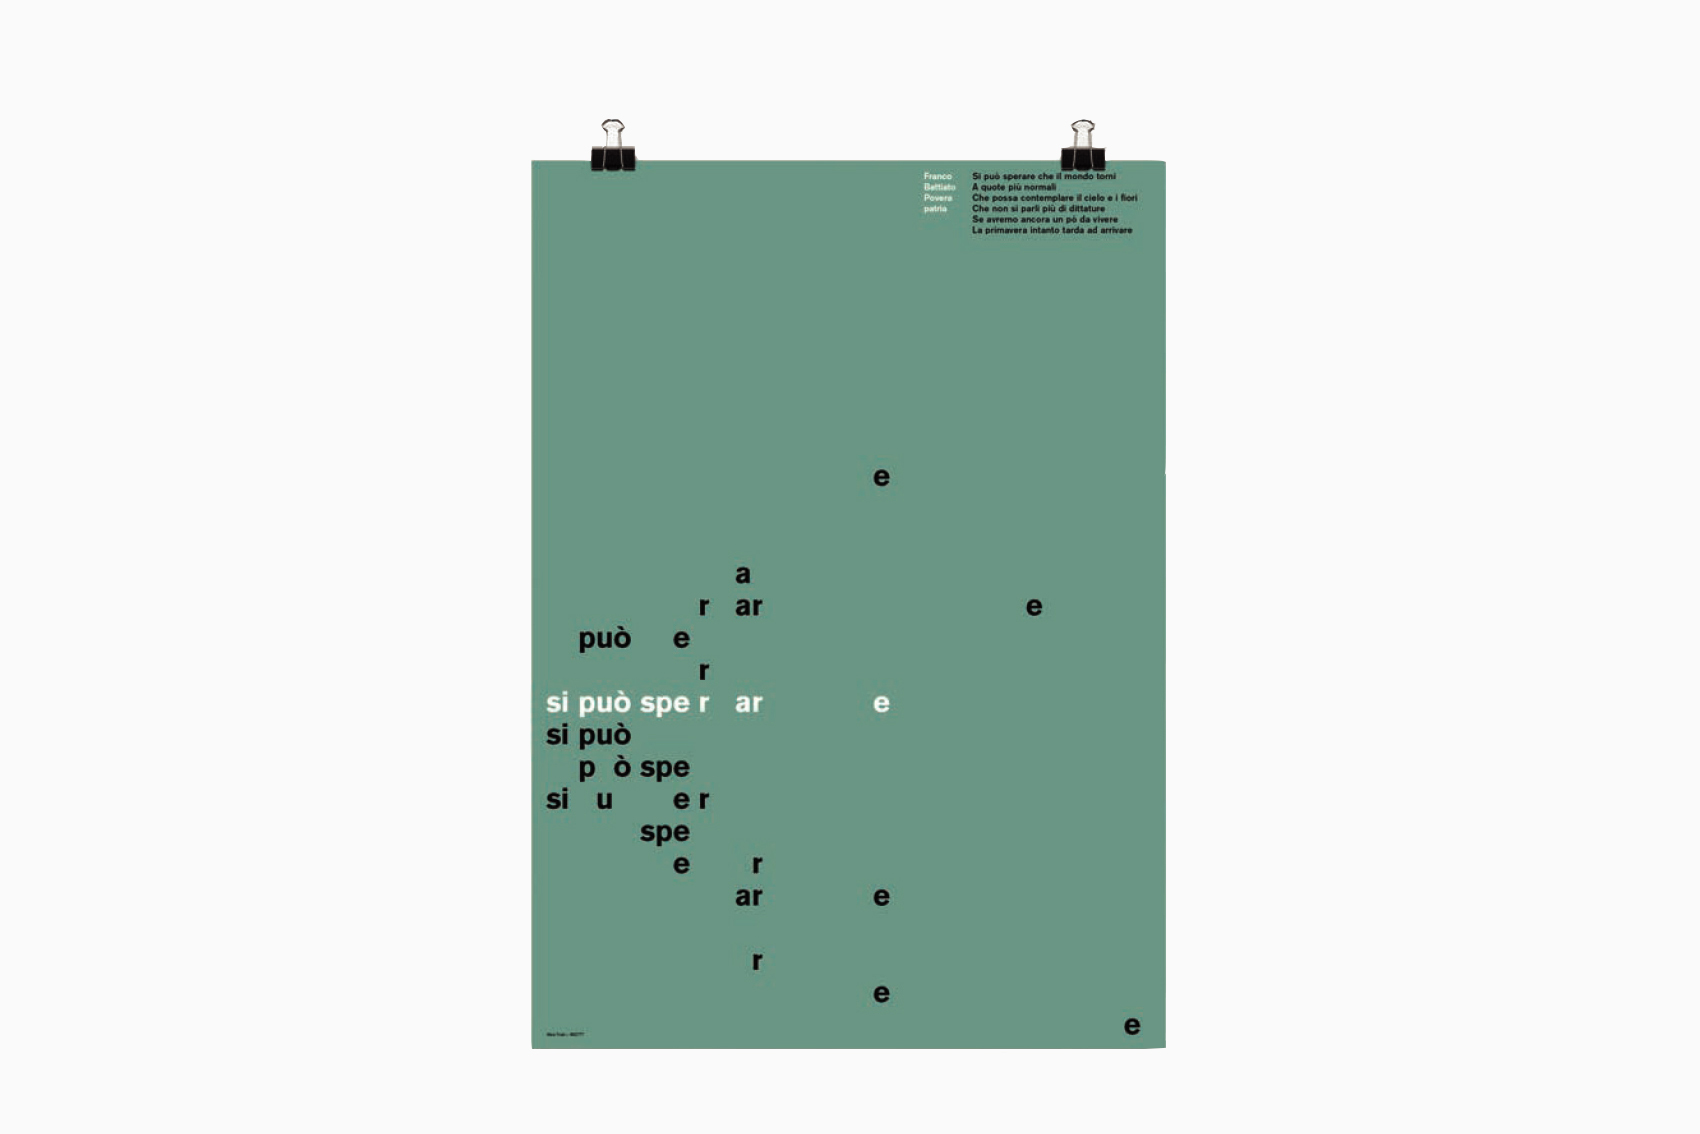 Franco
Battiato
Povera
patria
Si può sperare che il mondo torni
A quote più normali
Che possa contemplare il cielo e i fiori
Che non si parli più di dittature
Se avremo ancora un pò da vivere
La primavera intanto tarda ad arrivare
e
a
r ar e
può e
r
si può spe r ar e
si può
p ò spe
si u e r
spe
e r
ar e
r
e
e